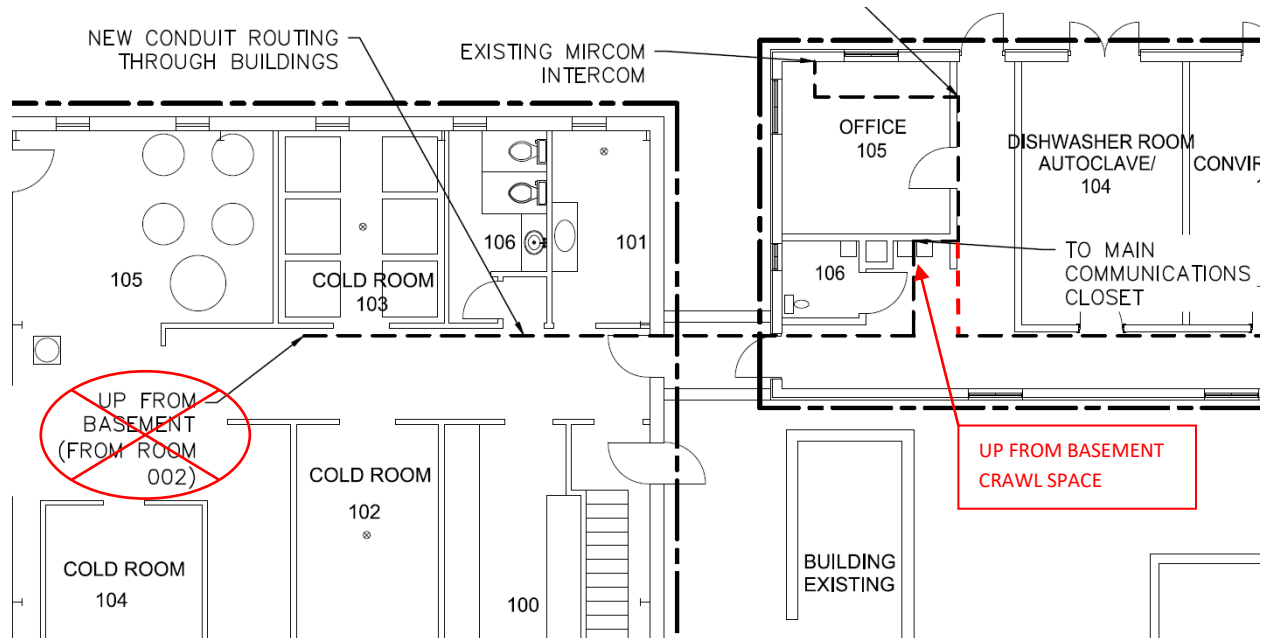 NEW CONDUIT ROUTING
THROUGH BUILDINGS
EXISTING MIRCOM
INTERCOM
OFFICE
105
DISHWASHER ROOM
AUTOCLAVE/
104
CONVIR
105
COLD ROOM
103
106
101
106
TO MAIN
COMMUNICATIONS
CLOSET
UP FROM
BASEMENT
(FROM ROOM
002)
UP FROM BASEMENT
CRAWL SPACE
COLD ROOM
102
COLD ROOM
104
100
BUILDING
EXISTING